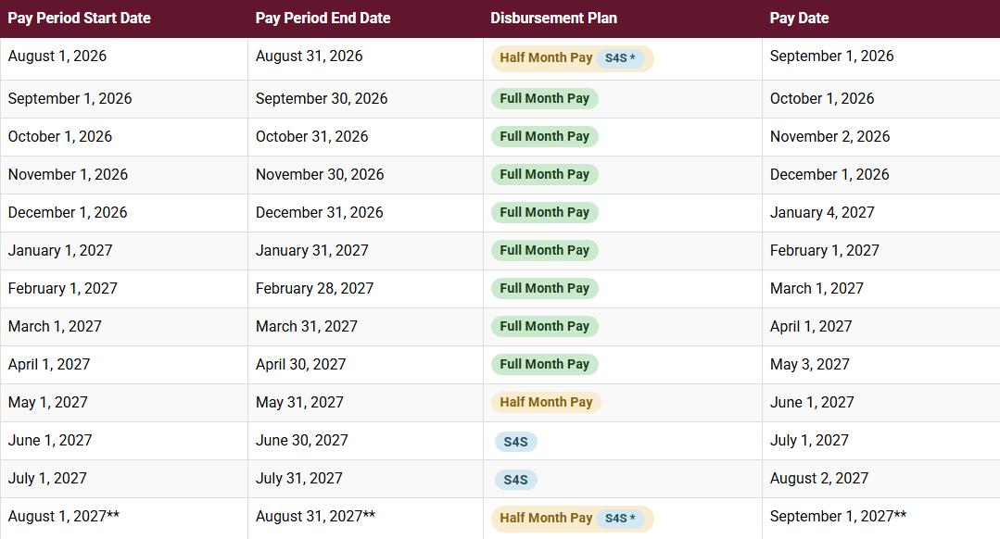 Pay Period Start Date Pay Period End Date Disbursement Plan Pay Date
August 1, 2026 August 31, 2026 Half Month Pay S4S * September 1, 2026
September 1, 2026 September 30, 2026 Full Month Pay October 1, 2026
October 1, 2026 October 31, 2026 Full Month Pay November 2, 2026
November 1, 2026 November 30, 2026 Full Month Pay December 1, 2026
December 1, 2026 December 31, 2026 Full Month Pay January 4, 2027
January 1, 2027 January 31, 2027 Full Month Pay February 1, 2027
February 1, 2027 February 28, 2027 Full Month Pay March 1, 2027
March 1, 2027 March 31, 2027 Full Month Pay April 1, 2027
April 1, 2027 April 30, 2027 Full Month Pay May 3, 2027
May 1, 2027 May 31, 2027 Half Month Pay June 1, 2027
June 1, 2027 June 30, 2027 S4S July 1, 2027
July 1, 2027 July 31, 2027 S4S August 2, 2027
August 1, 2027** August 31, 2027** Half Month Pay S4S * September 1, 2027**